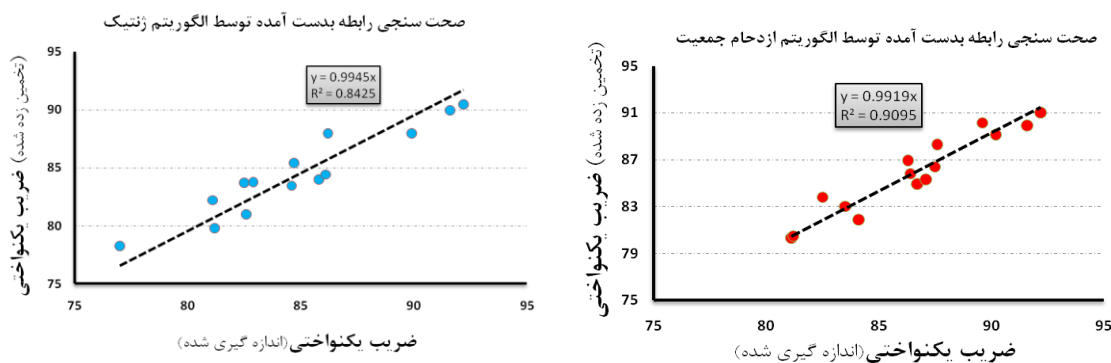 صحت سنجی رابطه بدست آمده توسط الگوریتم ژنتیک
95
90
85
80
75
y = 0.9945x
R² = 0.8425
ضریب یکنواختی (تخمین زده شده)
75 80 85 90 95
ضریب یکنواختی(اندازه گیری شده)
صحت سنجی رابطه بدست آمده توسط الگوریتم ازدحام جمعیت
95
91
87
83
79
75
y = 0.9919x
R² = 0.9095
ضریب یکنواختی (تخمین زده شده)
75 80 85 90 95
ضریب یکنواختی(اندازه گیری شده)